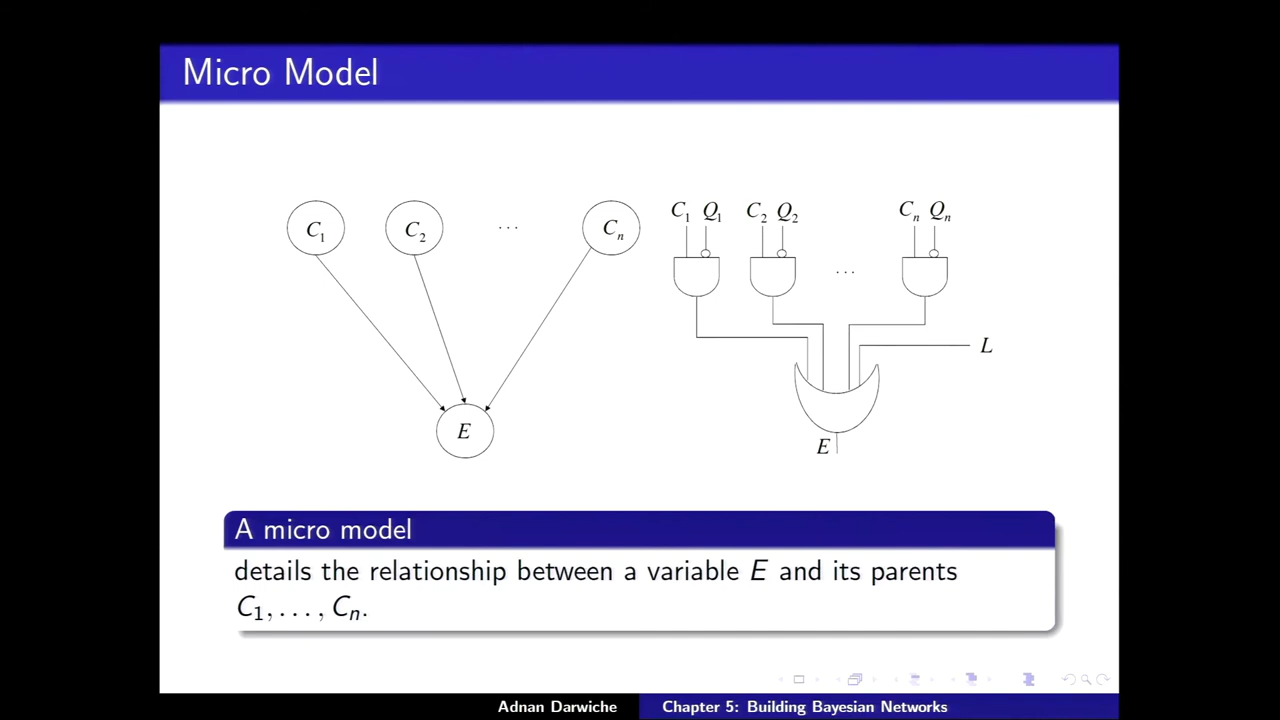 Micro Model
C1 C2 ... Cn
C1 Q1 C2 Q2 ... Cn Qn
L
E
E
A micro model
details the relationship between a variable E and its parents
C1, . . . , Cn.
Adnan Darwiche Chapter 5: Building Bayesian Networks